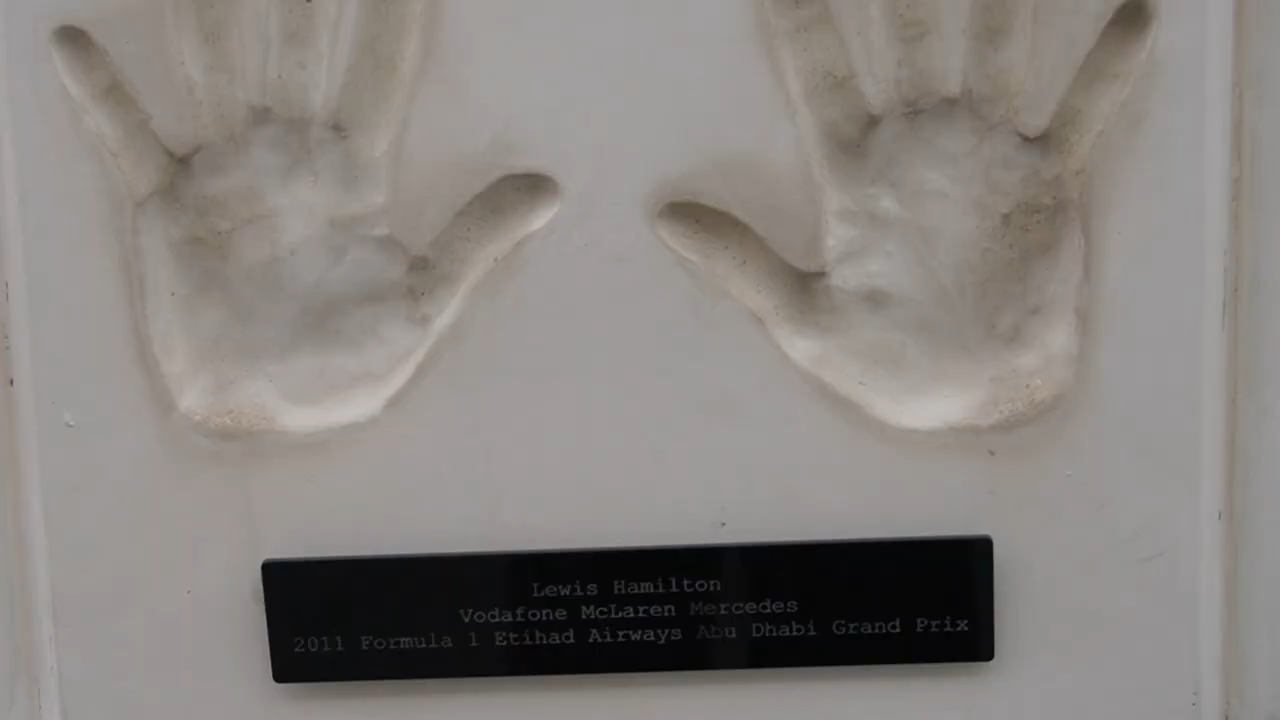 Lewis Hamilton
Vodafone McLaren Mercedes
2011 Formula 1 Etihad Airways Abu Dhabi Grand Prix